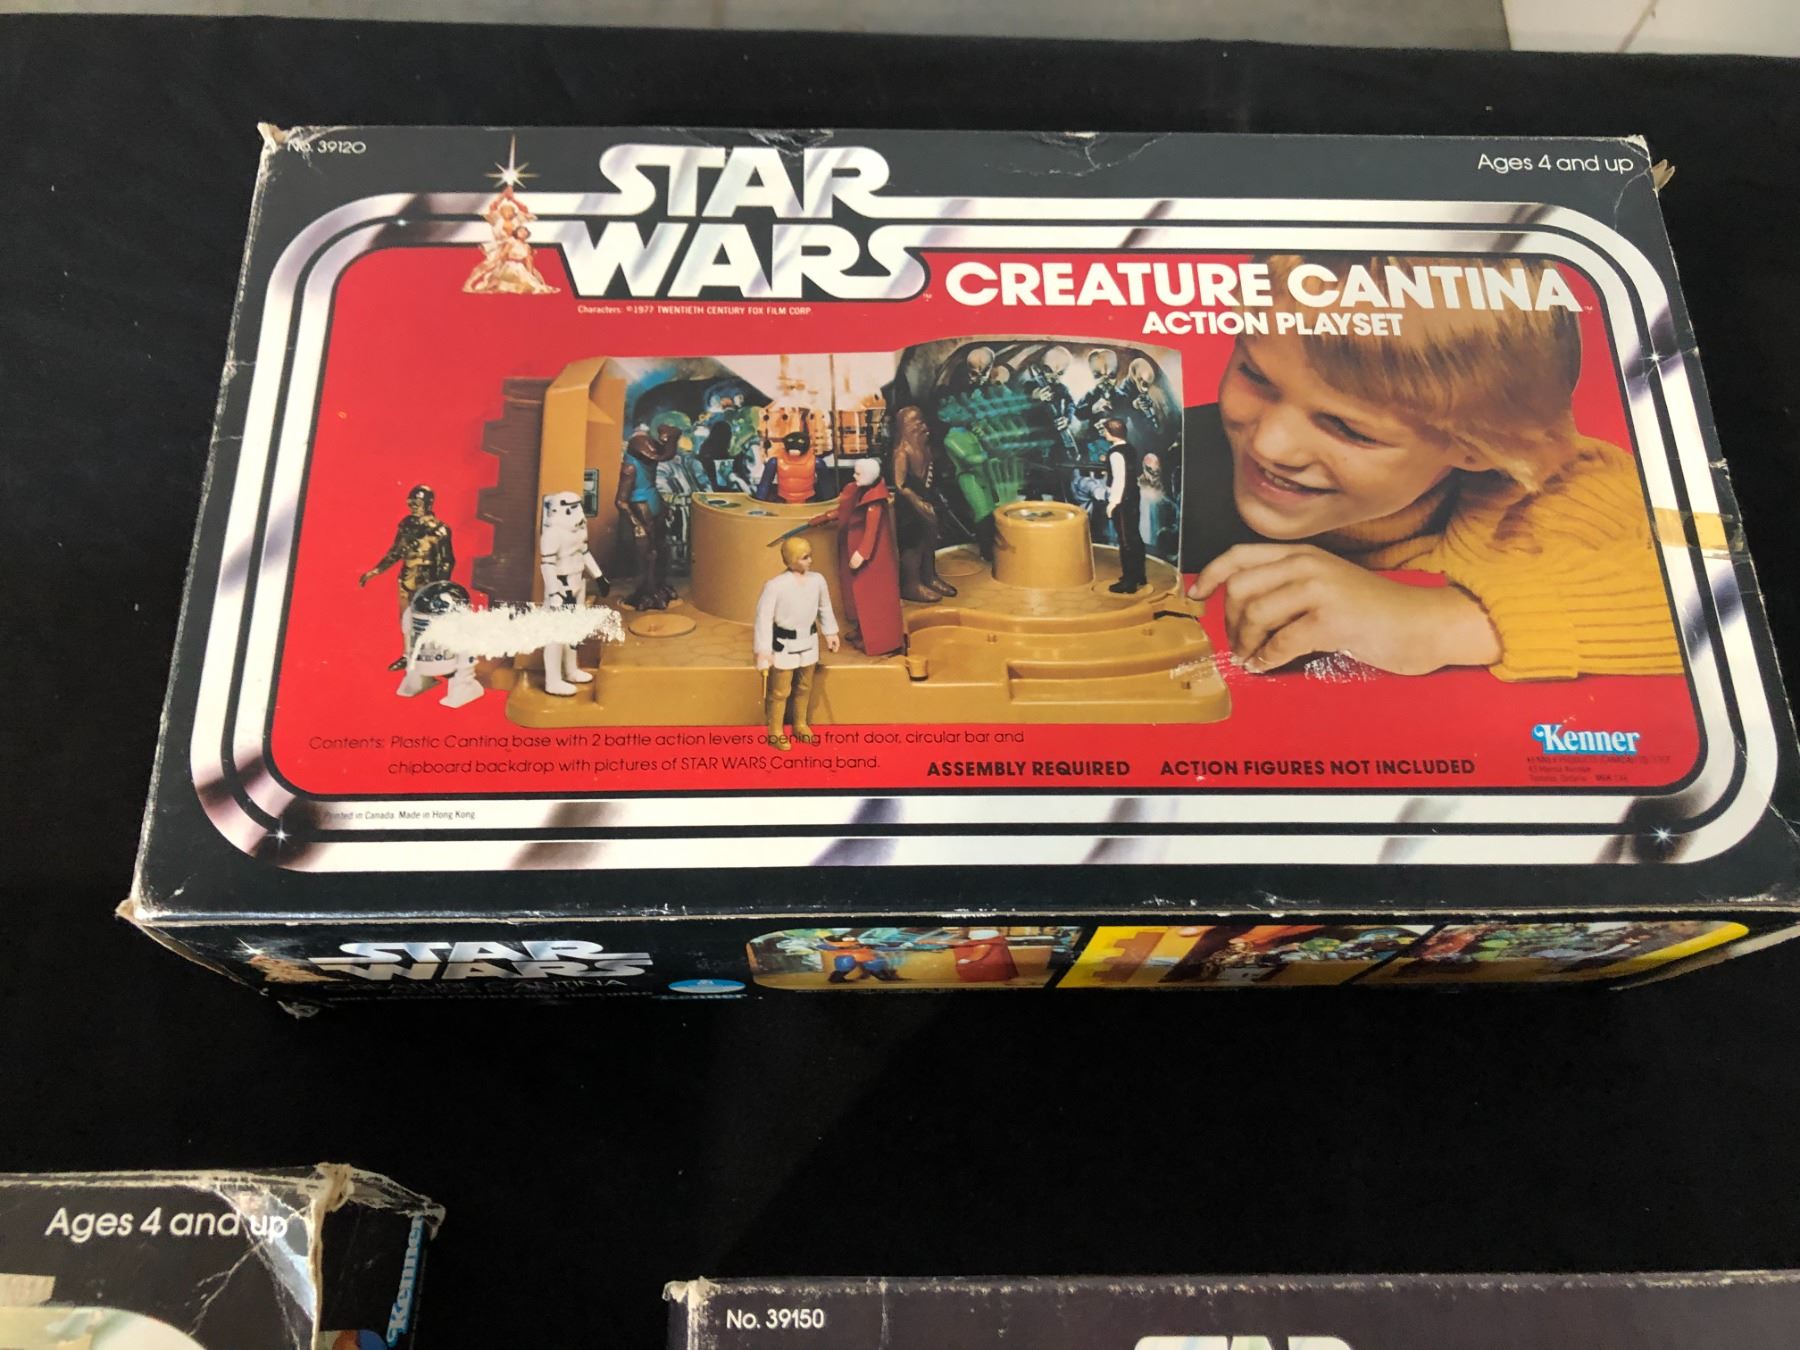 No. 39120
Ages 4 and up
STAR
WARS™
CREATURE CANTINA™
ACTION PLAYSET
Characters: ©1977 TWENTIETH CENTURY FOX FILM CORP.
Contents: Plastic Cantina base with 2 battle action levers opening front door, circular bar and
chipboard backdrop with pictures of STAR WARS Cantina band.
ASSEMBLY REQUIRED
ACTION FIGURES NOT INCLUDED
Kenner
Printed in Canada. Made in Hong Kong
STAR
WARS
CREATURE CANTINA
Ages 4 and up
Kenner
No. 39150
STAR